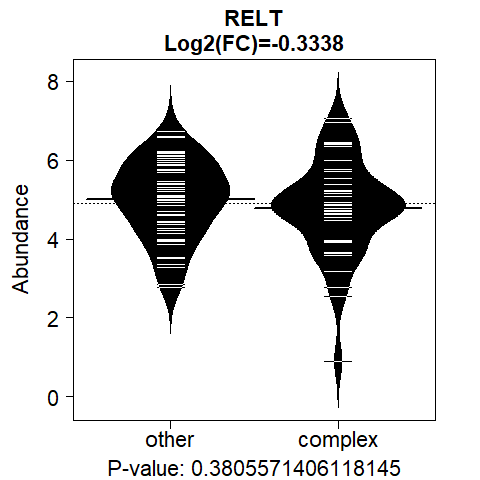 RELT
Log2(FC)=-0.3338
8
6
4
2
0
Abundance
other complex
P-value: 0.3805571406118145